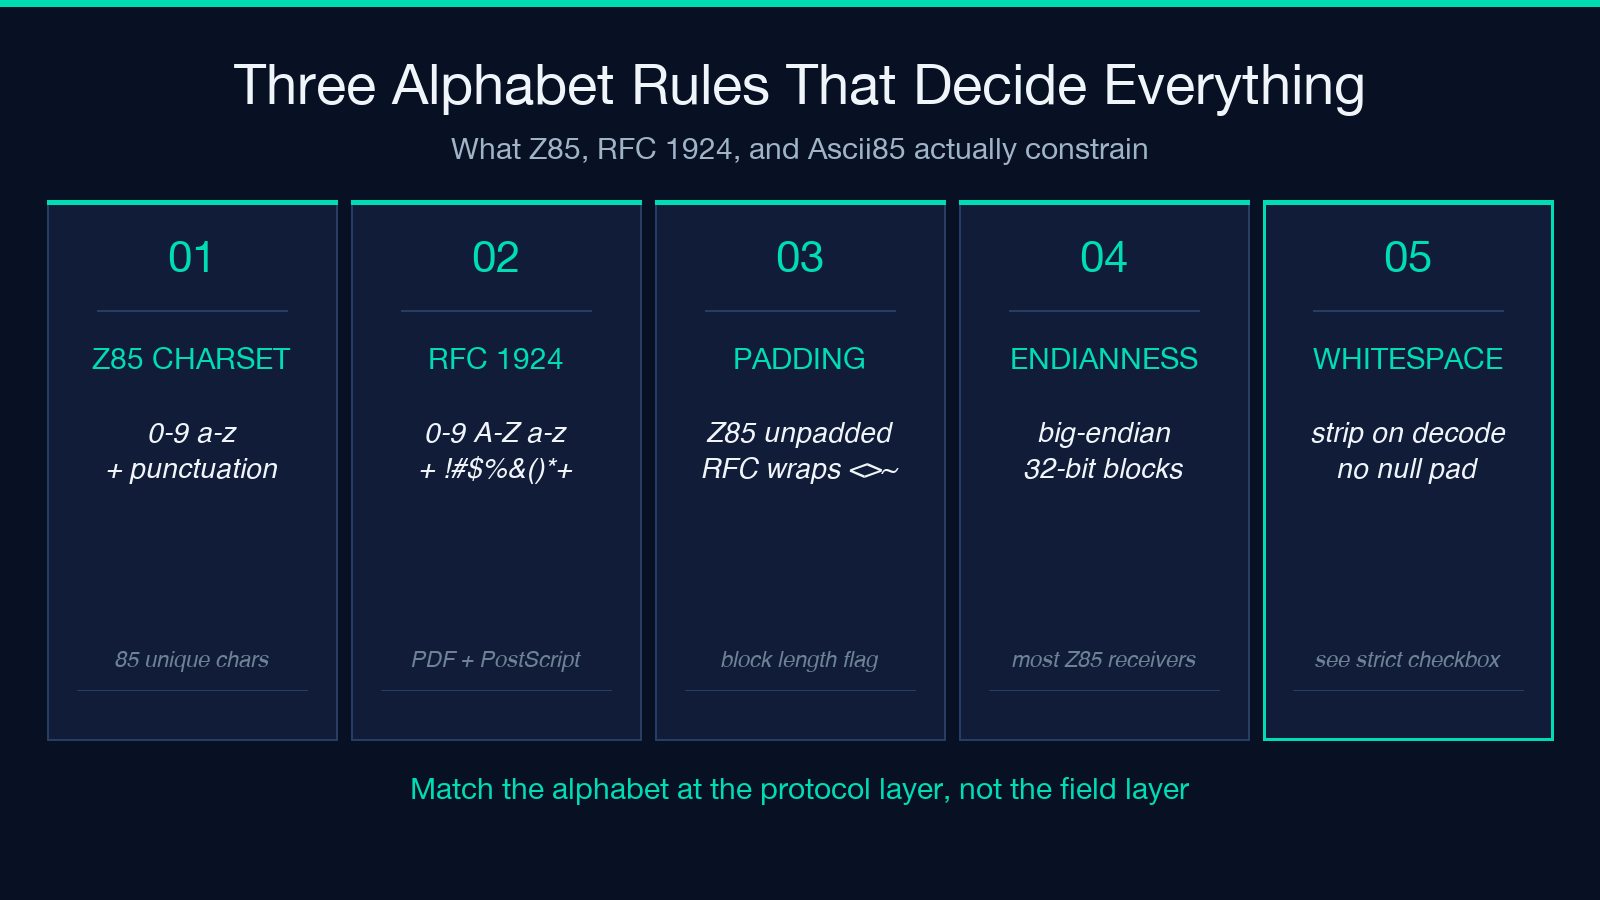 Three Alphabet Rules That Decide Everything
What Z85, RFC 1924, and Ascii85 actually constrain
01
Z85 CHARSET
0-9 a-z
+ punctuation
85 unique chars
02
RFC 1924
0-9 A-Z a-z
+ !#$%&()*+
PDF + PostScript
03
PADDING
Z85 unpadded
RFC wraps <>~
block length flag
04
ENDIANNESS
big-endian
32-bit blocks
most Z85 receivers
05
WHITESPACE
strip on decode
no null pad
see strict checkbox
Match the alphabet at the protocol layer, not the field layer